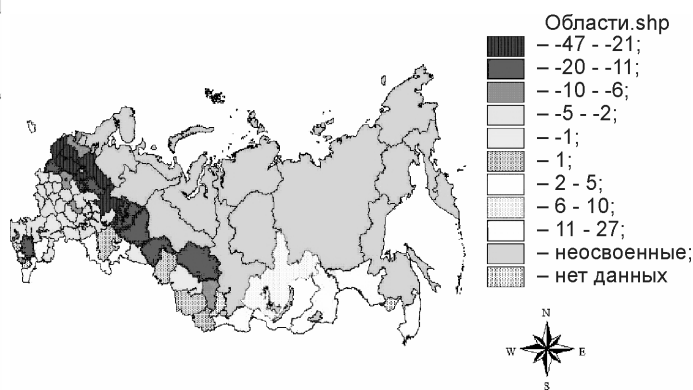 Области.shp
– -47 - -21;
– -20 - -11;
– -10 – -6;
– -5 - -2;
– -1;
– 1;
– 2 - 5;
– 6 - 10;
– 11 - 27;
– неосвоенные;
– нет данных
N
W E
S